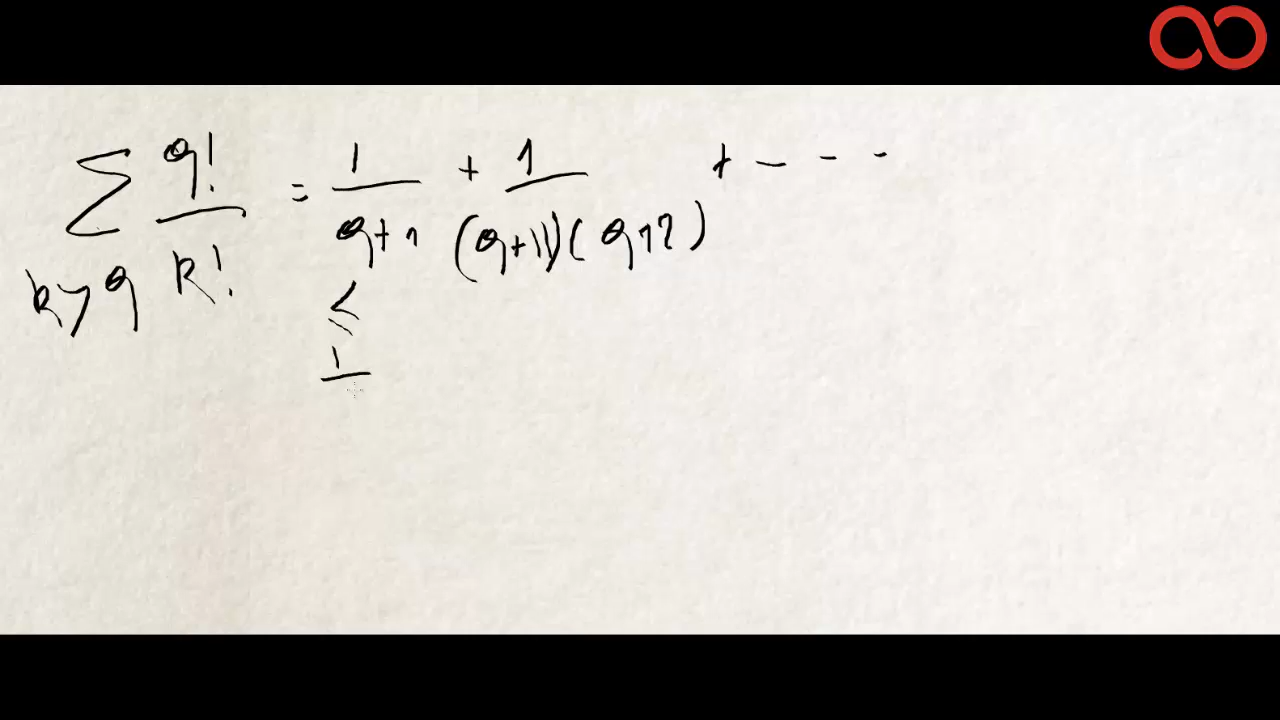 ∑ q!/k! = 1/(q+1) + 1/((q+1)(q+2)) + - - -
k>q
<
1